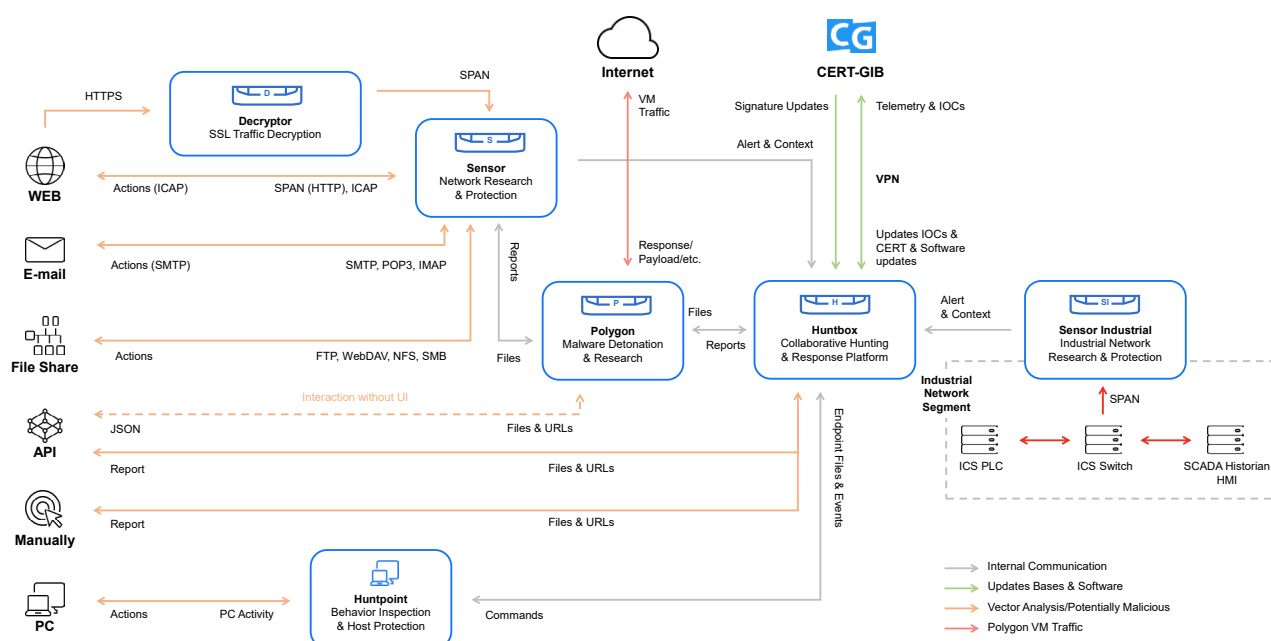 CG
Internet
CERT-GIB
HTTPS
SPAN
D
Decryptor
SSL Traffic Decryption
VM
Traffic
Signature Updates
Telemetry & IOCs
S
Sensor
Network Research
& Protection
Alert & Context
WEB
Actions (ICAP)
SPAN (HTTP), ICAP
VPN
E-mail
Actions (SMTP)
SMTP, POP3, IMAP
Reports
Response/
Payload/etc.
Updates IOCs &
CERT & Software
updates
P
Polygon
Malware Detonation
& Research
Files
Reports
H
Huntbox
Collaborative Hunting
& Response Platform
Alert
& Context
SI
Sensor Industrial
Industrial Network
Research & Protection
File Share
Actions
FTP, WebDAV, NFS, SMB
Files
Industrial
Network
Segment
SPAN
Interaction without UI
API
JSON
Files & URLs
Report
Files & URLs
Endpoint Files & Events
ICS PLC
ICS Switch
SCADA Historian
HMI
Manually
Report
Files & URLs
PC
Actions
PC Activity
Huntpoint
Behavior Inspection
& Host Protection
Commands
Internal Communication
Updates Bases & Software
Vector Analysis/Potentially Malicious
Polygon VM Traffic